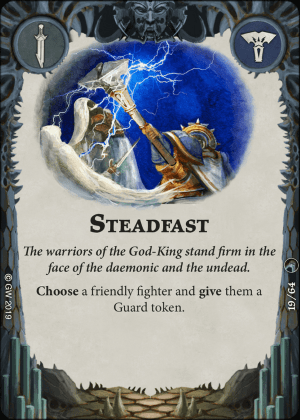 STEADFAST
The warriors of the God-King stand firm in the
face of the daemonic and the undead.
Choose a friendly fighter and give them a
Guard token.
© GW 2019
19/64